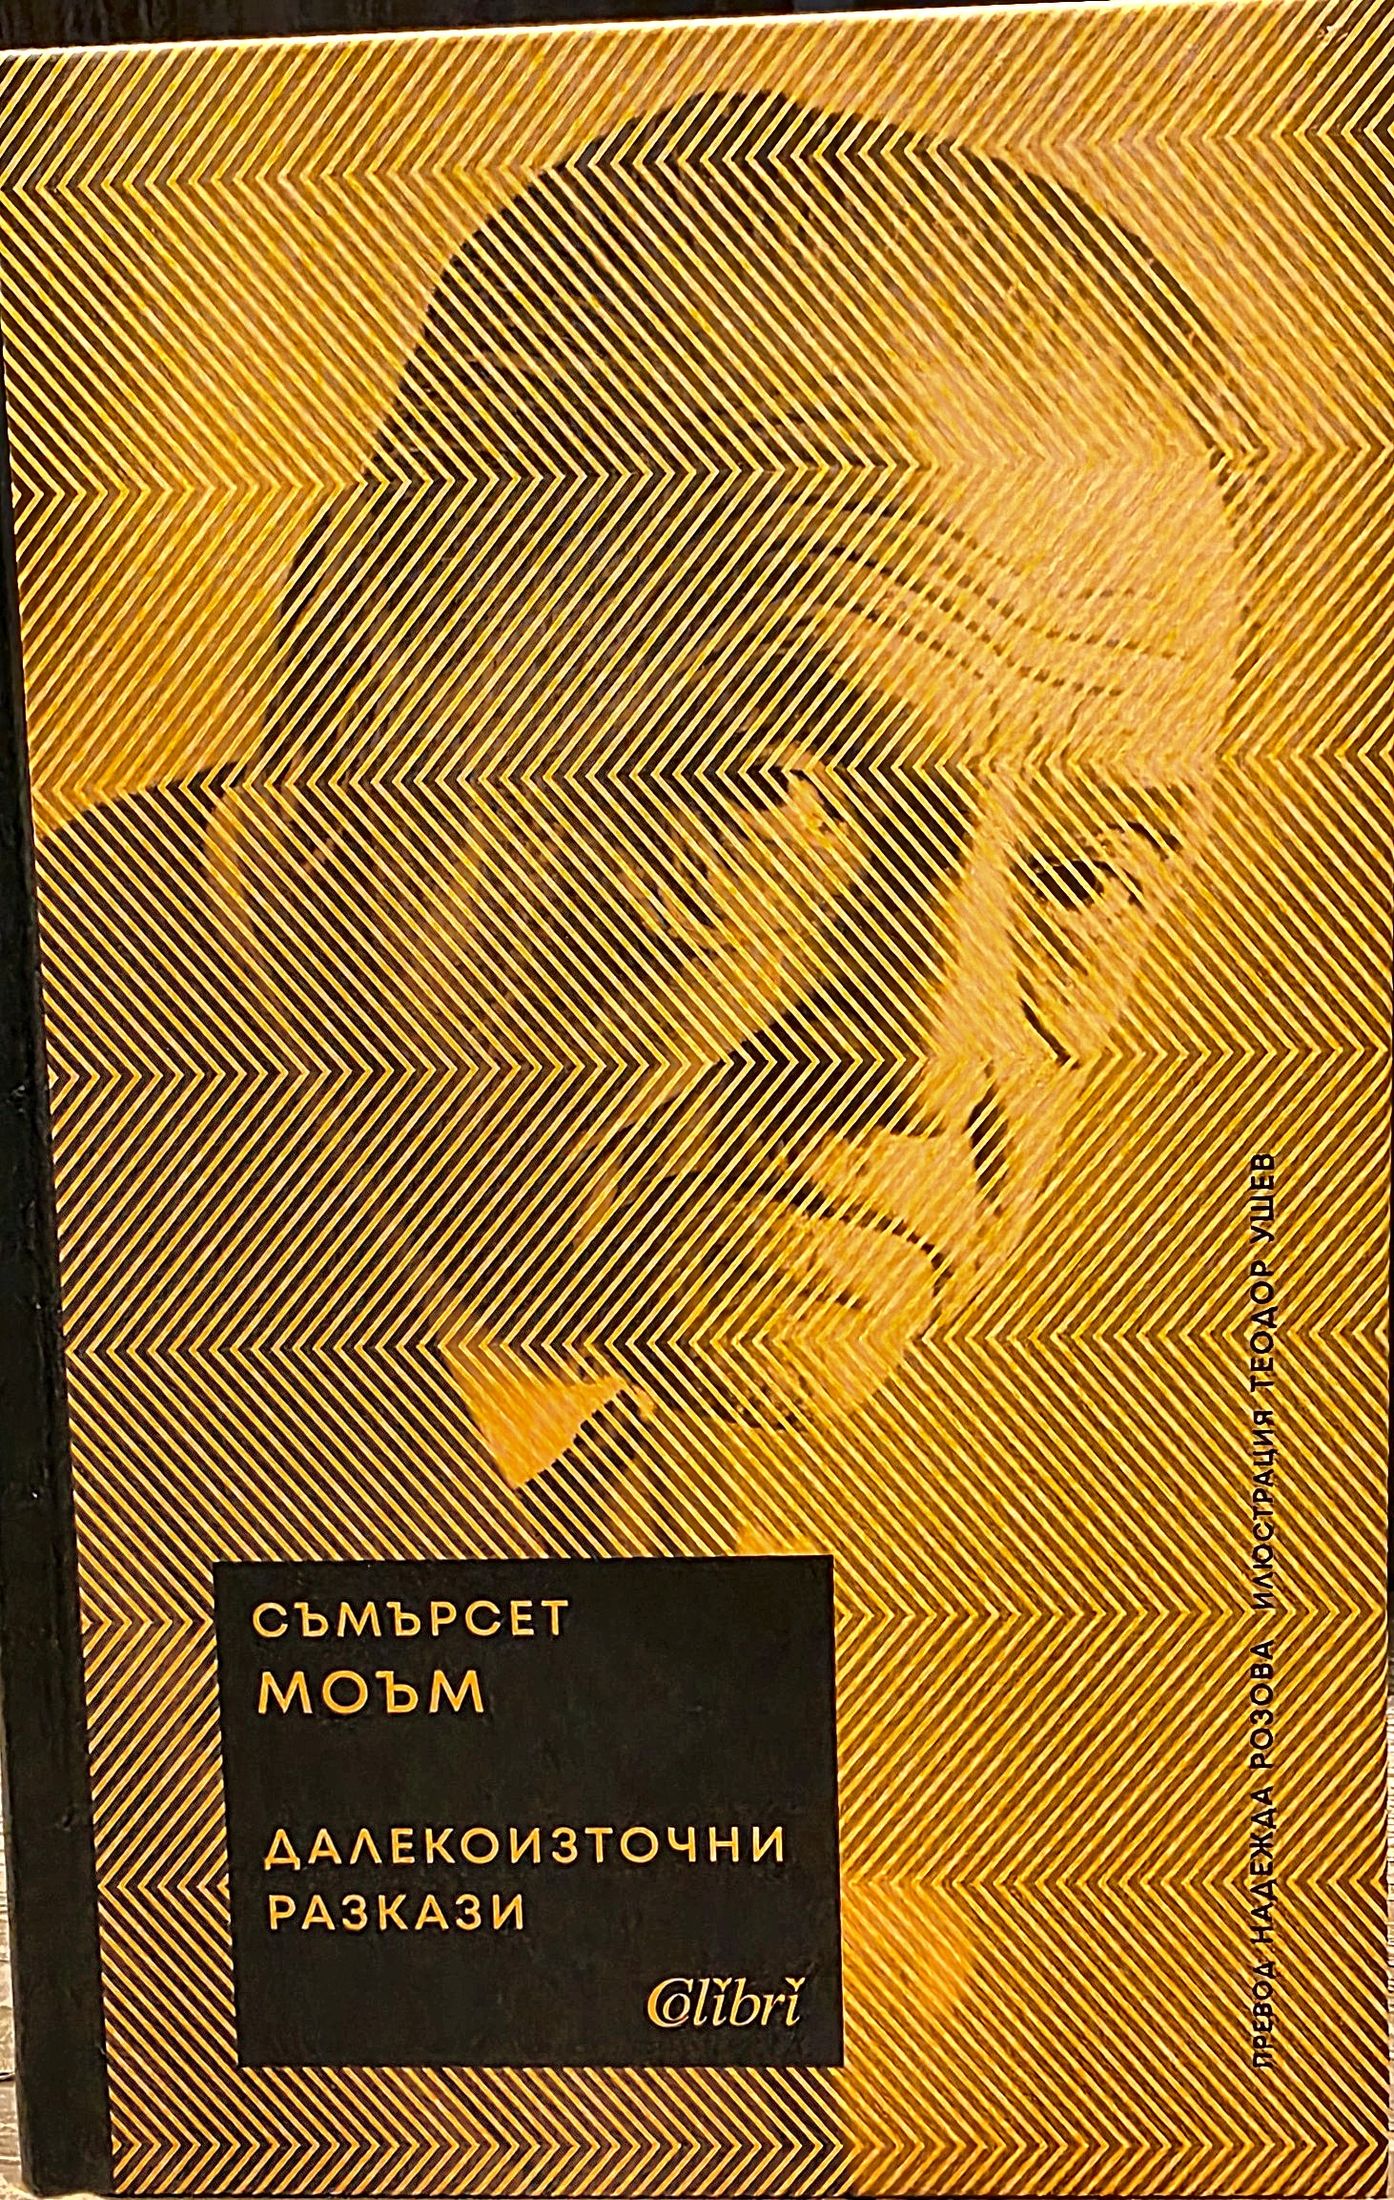 СЪМЪРСЕТ
МОЪМ
ДАЛЕКОИЗТОЧНИ
РАЗКАЗИ
Colibri
ПРЕВОД НАДЕЖДА РОЗОВА ИЛЮСТРАЦИЯ ТЕОДОР УШЕВ